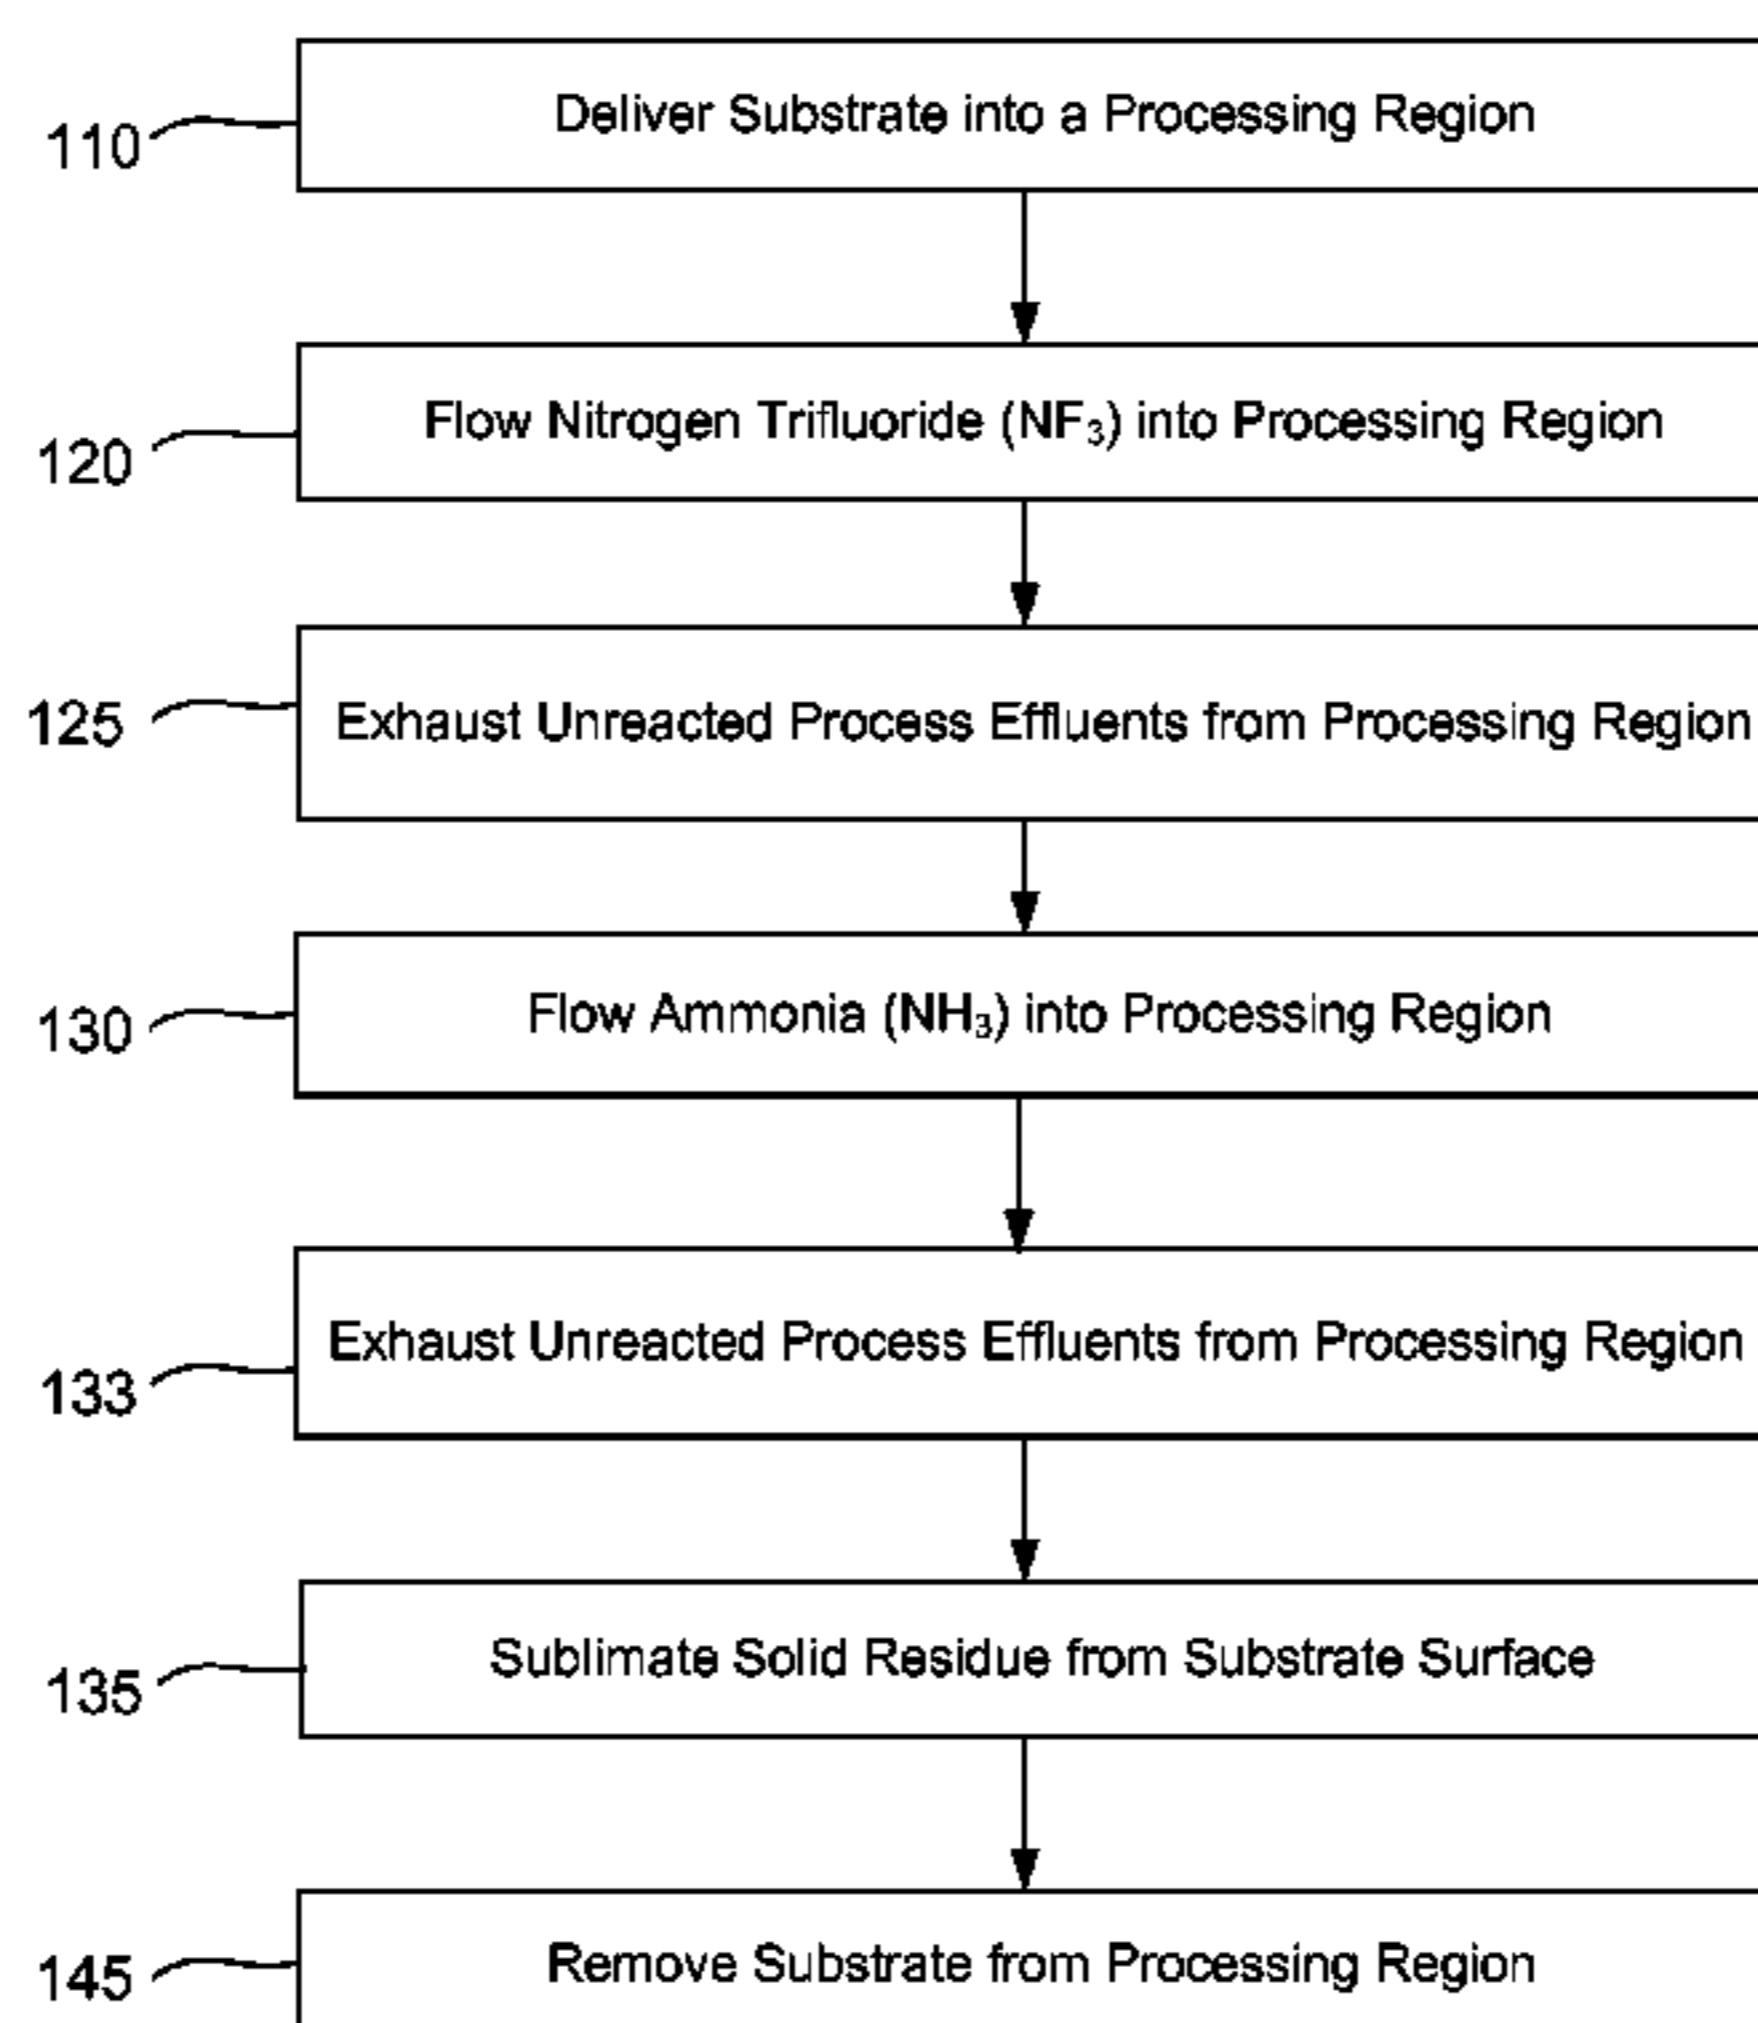 110 Deliver Substrate into a Processing Region
120 Flow Nitrogen Trifluoride (NF₃) into Processing Region
125 Exhaust Unreacted Process Effluents from Processing Region
130 Flow Ammonia (NH₃) into Processing Region
133 Exhaust Unreacted Process Effluents from Processing Region
135 Sublimate Solid Residue from Substrate Surface
145 Remove Substrate from Processing Region